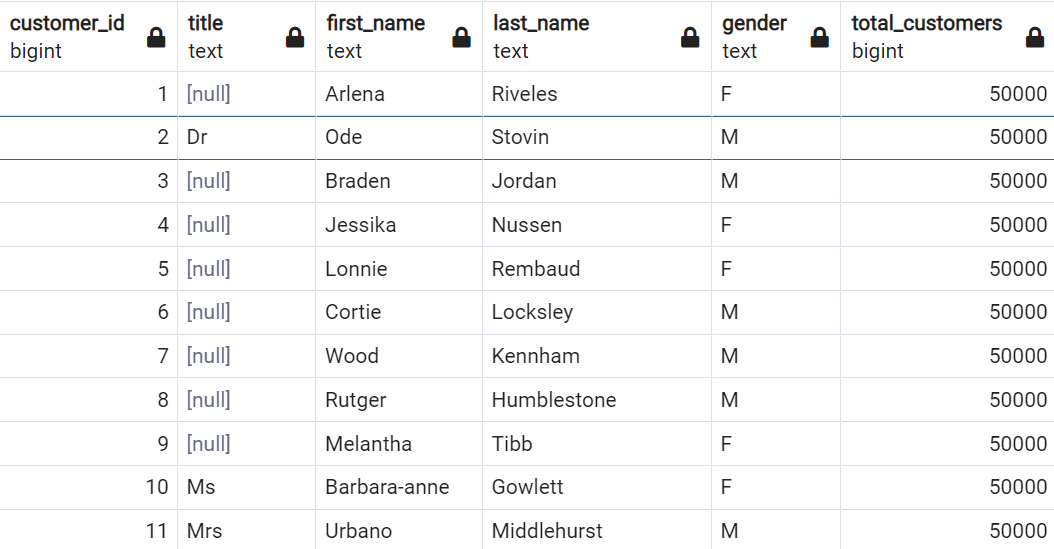 customer_id title first_name last_name gender total_customers
bigint text text text text bigint
1 [null] Arlena Riveles F 50000
2 Dr Ode Stovin M 50000
3 [null] Braden Jordan M 50000
4 [null] Jessika Nussen F 50000
5 [null] Lonnie Rembaud F 50000
6 [null] Cortie Locksley M 50000
7 [null] Wood Kennham M 50000
8 [null] Rutger Humblestone M 50000
9 [null] Melantha Tibb F 50000
10 Ms Barbara-anne Gowlett F 50000
11 Mrs Urbano Middlehurst M 50000